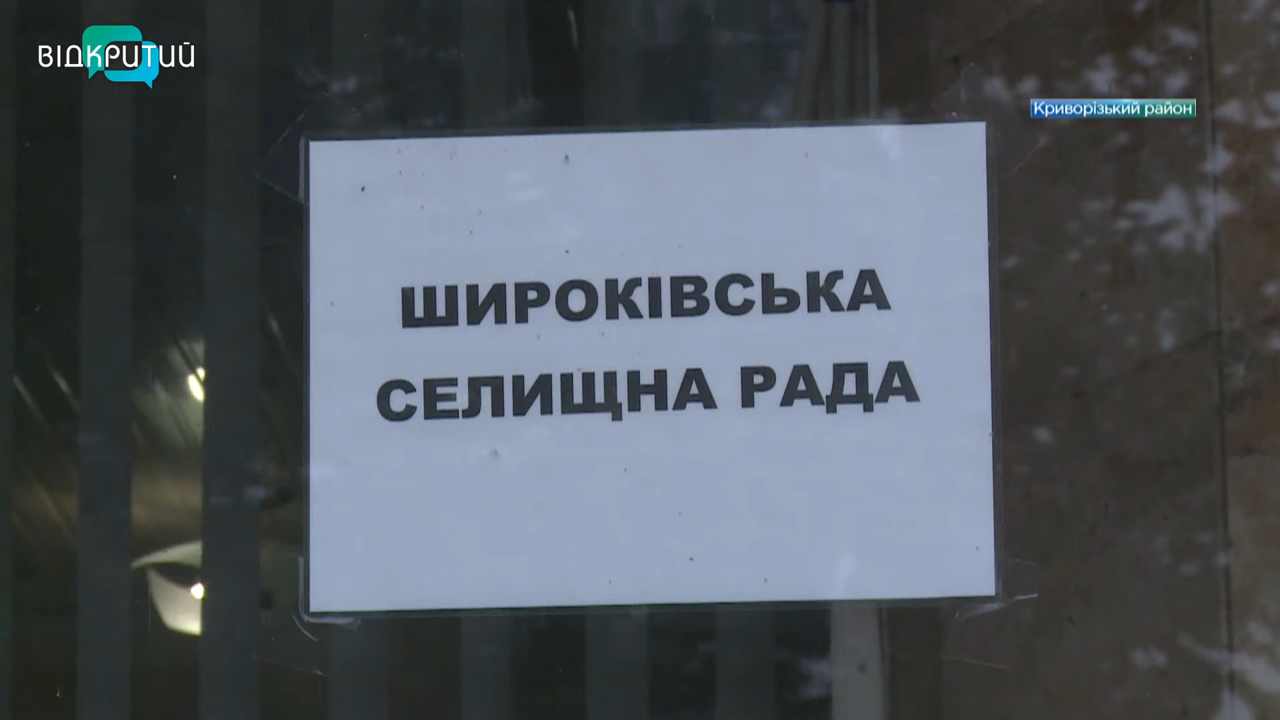 ВІДКРИТИЙ
Криворізький район
ШИРОКІВСЬКА
СЕЛИЩНА РАДА